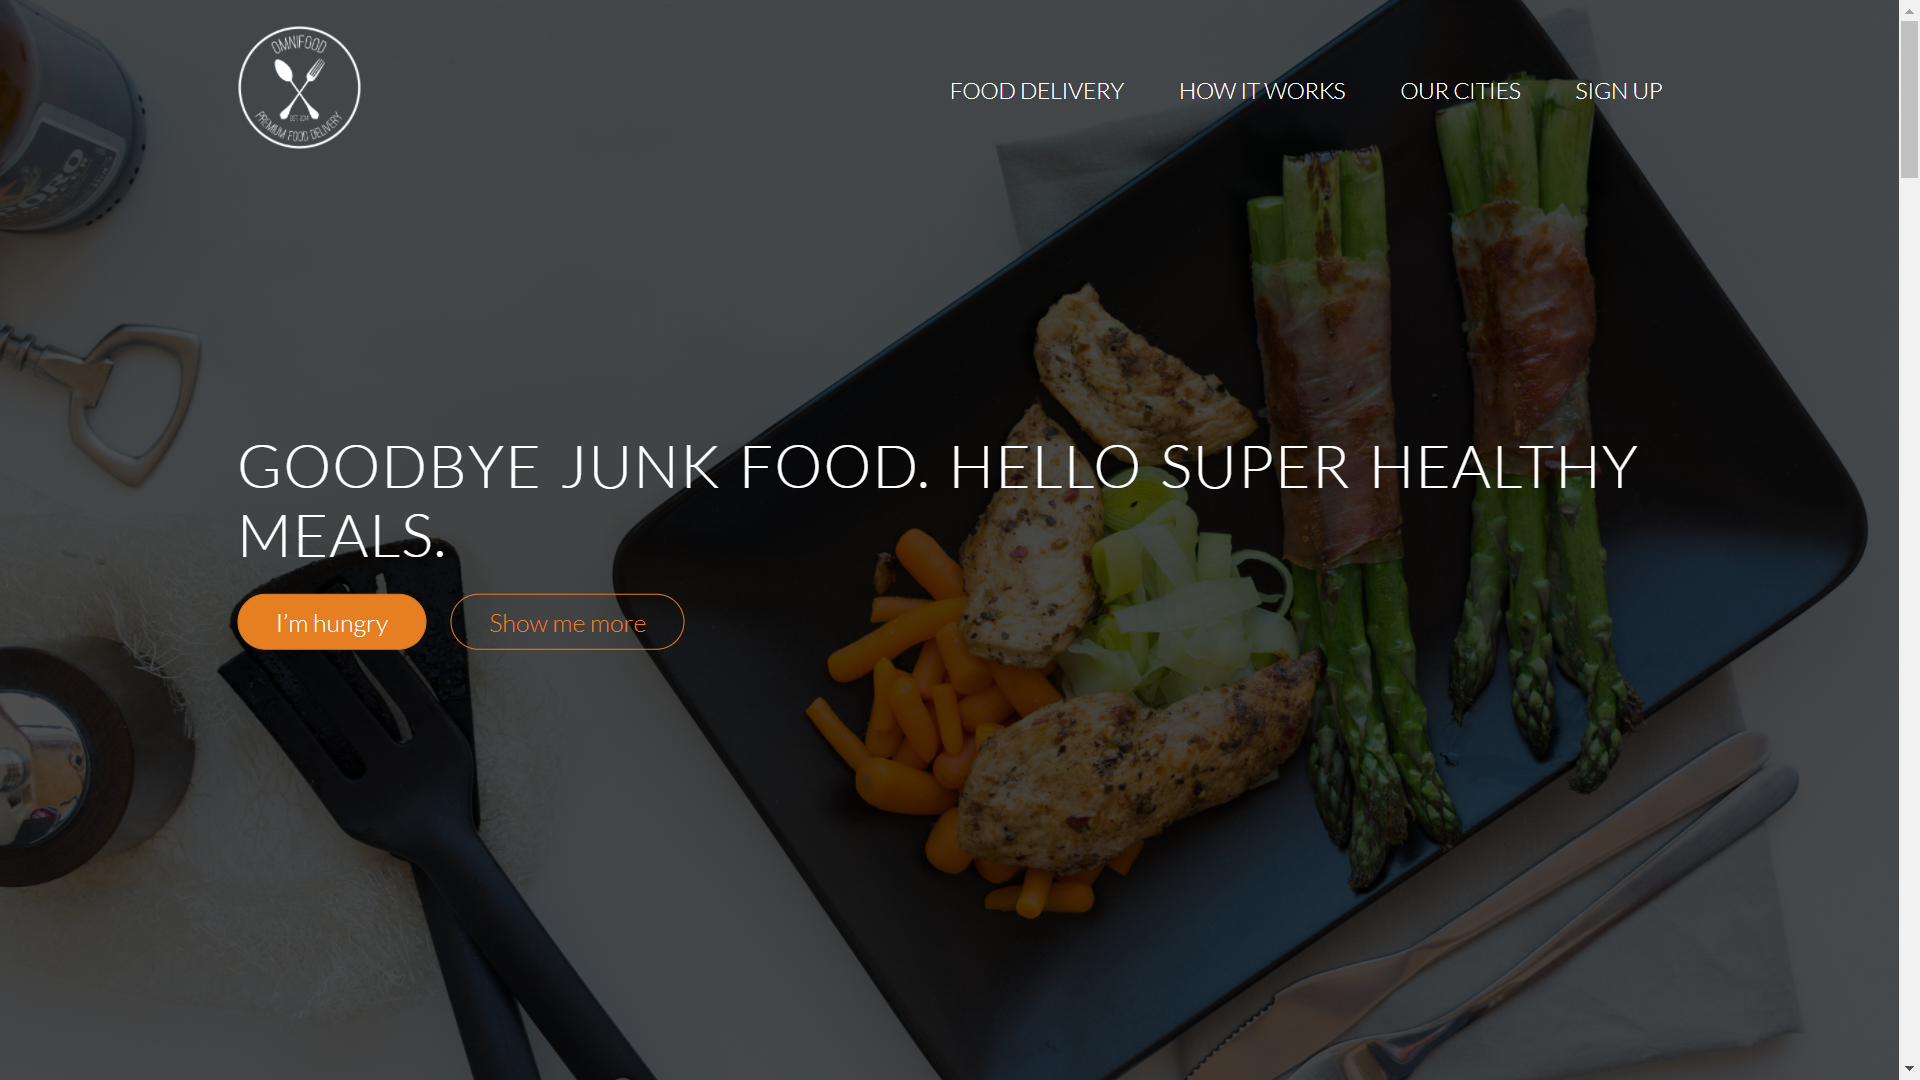 OMNIFOOD
EST. 2014
PREMIUM FOOD DELIVERY
FOOD DELIVERY HOW IT WORKS OUR CITIES SIGN UP
GOODBYE JUNK FOOD. HELLO SUPER HEALTHY
MEALS.
I'm hungry Show me more